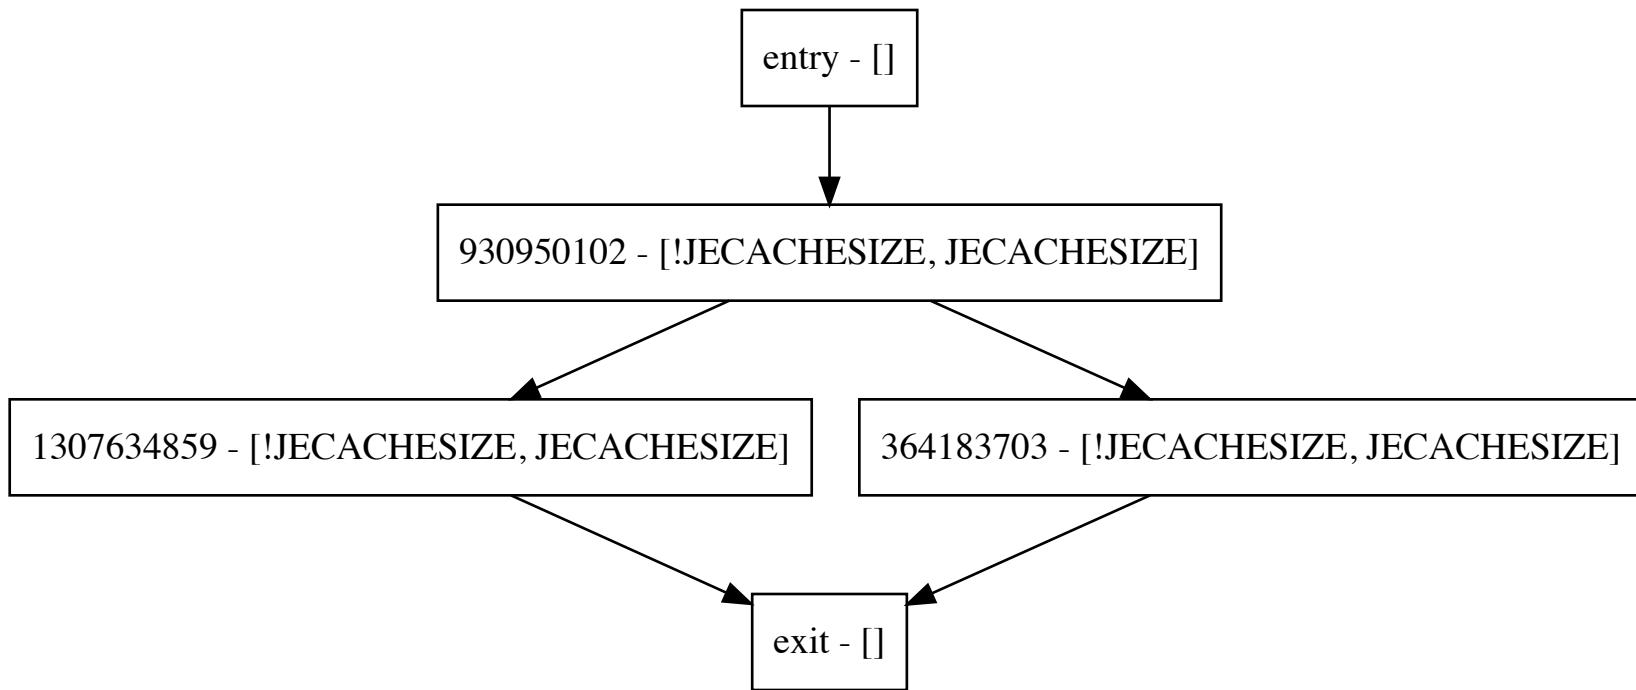 entry - []
930950102 - [!JECACHESIZE, JECACHESIZE]
1307634859 - [!JECACHESIZE, JECACHESIZE]
364183703 - [!JECACHESIZE, JECACHESIZE]
exit - []